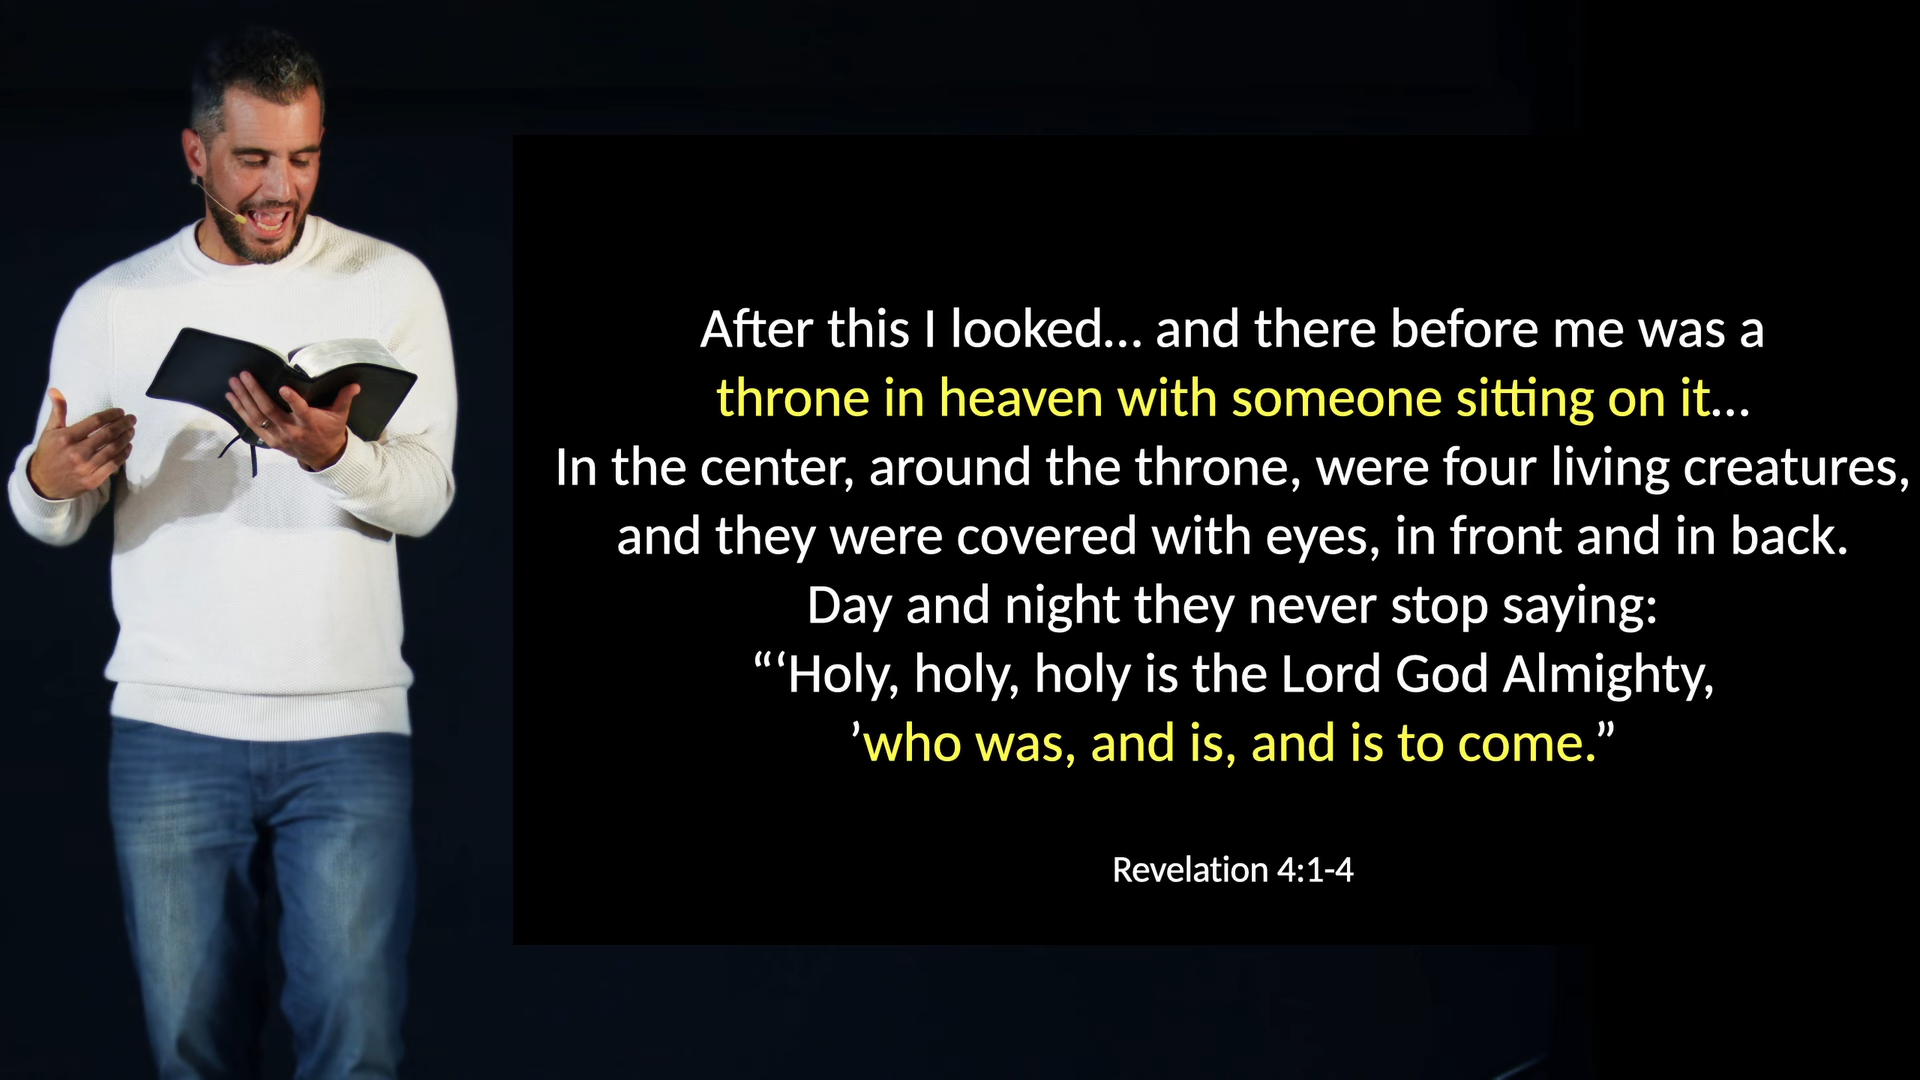 After this I looked... and there before me was a
throne in heaven with someone sitting on it...
In the center, around the throne, were four living creatures,
and they were covered with eyes, in front and in back.
Day and night they never stop saying:
“‘Holy, holy, holy is the Lord God Almighty,
’who was, and is, and is to come.”
Revelation 4:1-4